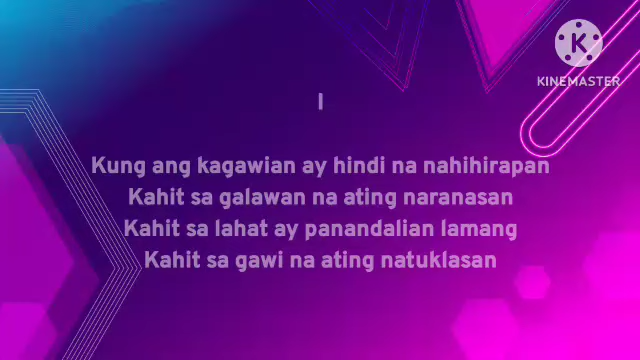 K
KINEMASTER
I
Kung ang kagawian ay hindi na nahihirapan
Kahit sa galawan na ating naranasan
Kahit sa lahat ay panandalian lamang
Kahit sa gawi na ating natuklasan